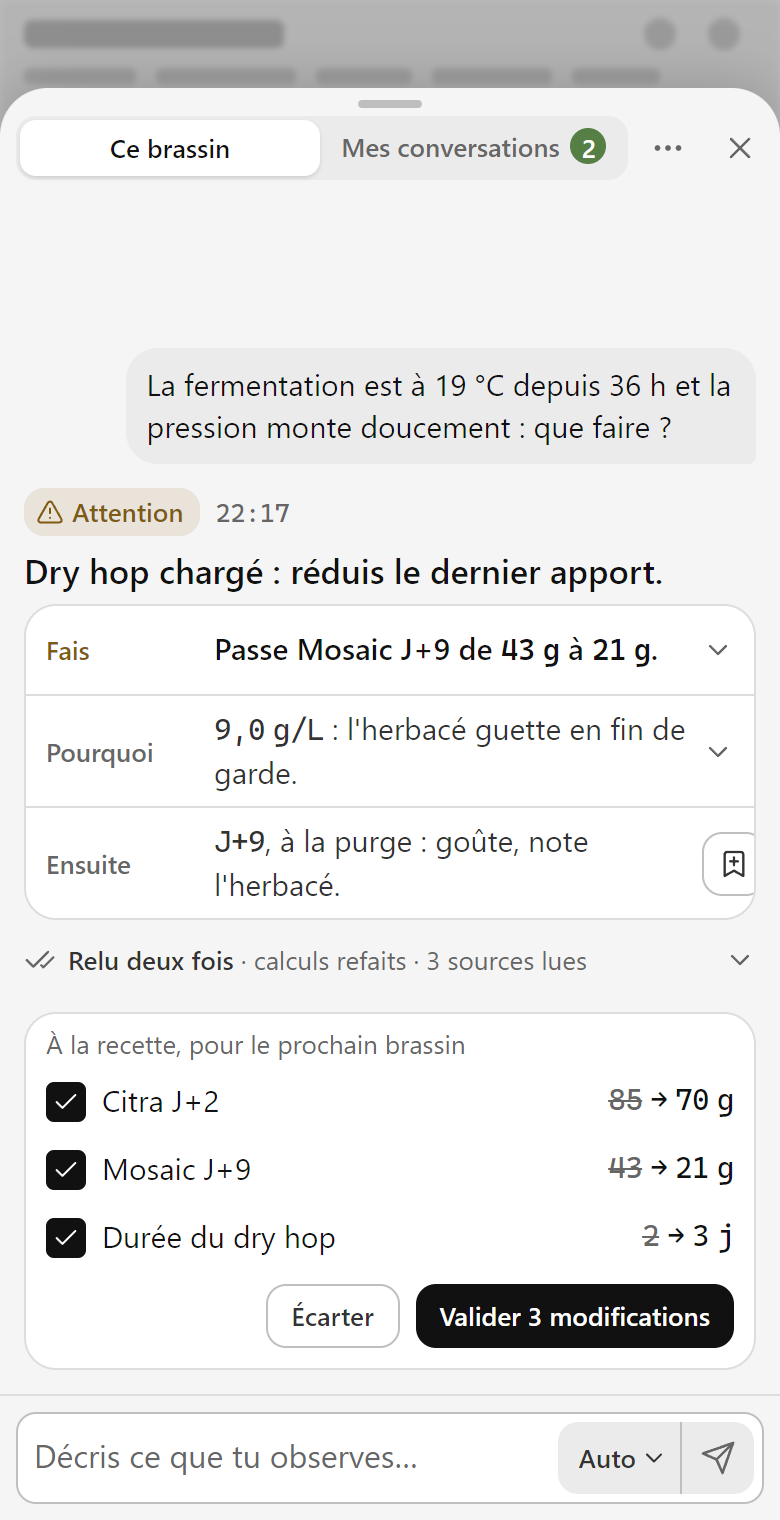 Ce brassin
Mes conversations 2
La fermentation est à 19 °C depuis 36 h et la
pression monte doucement : que faire ?
Attention 22:17
Dry hop chargé : réduis le dernier apport.
Fais Passe Mosaic J+9 de 43 g à 21 g.
Pourquoi 9,0 g/L : l'herbacé guette en fin de
garde.
Ensuite J+9, à la purge : goûte, note
l'herbacé.
Relu deux fois · calculs refaits · 3 sources lues
À la recette, pour le prochain brassin
Citra J+2 85 → 70 g
Mosaic J+9 43 → 21 g
Durée du dry hop 2 → 3 j
Écarter Valider 3 modifications
Décris ce que tu observes… Auto